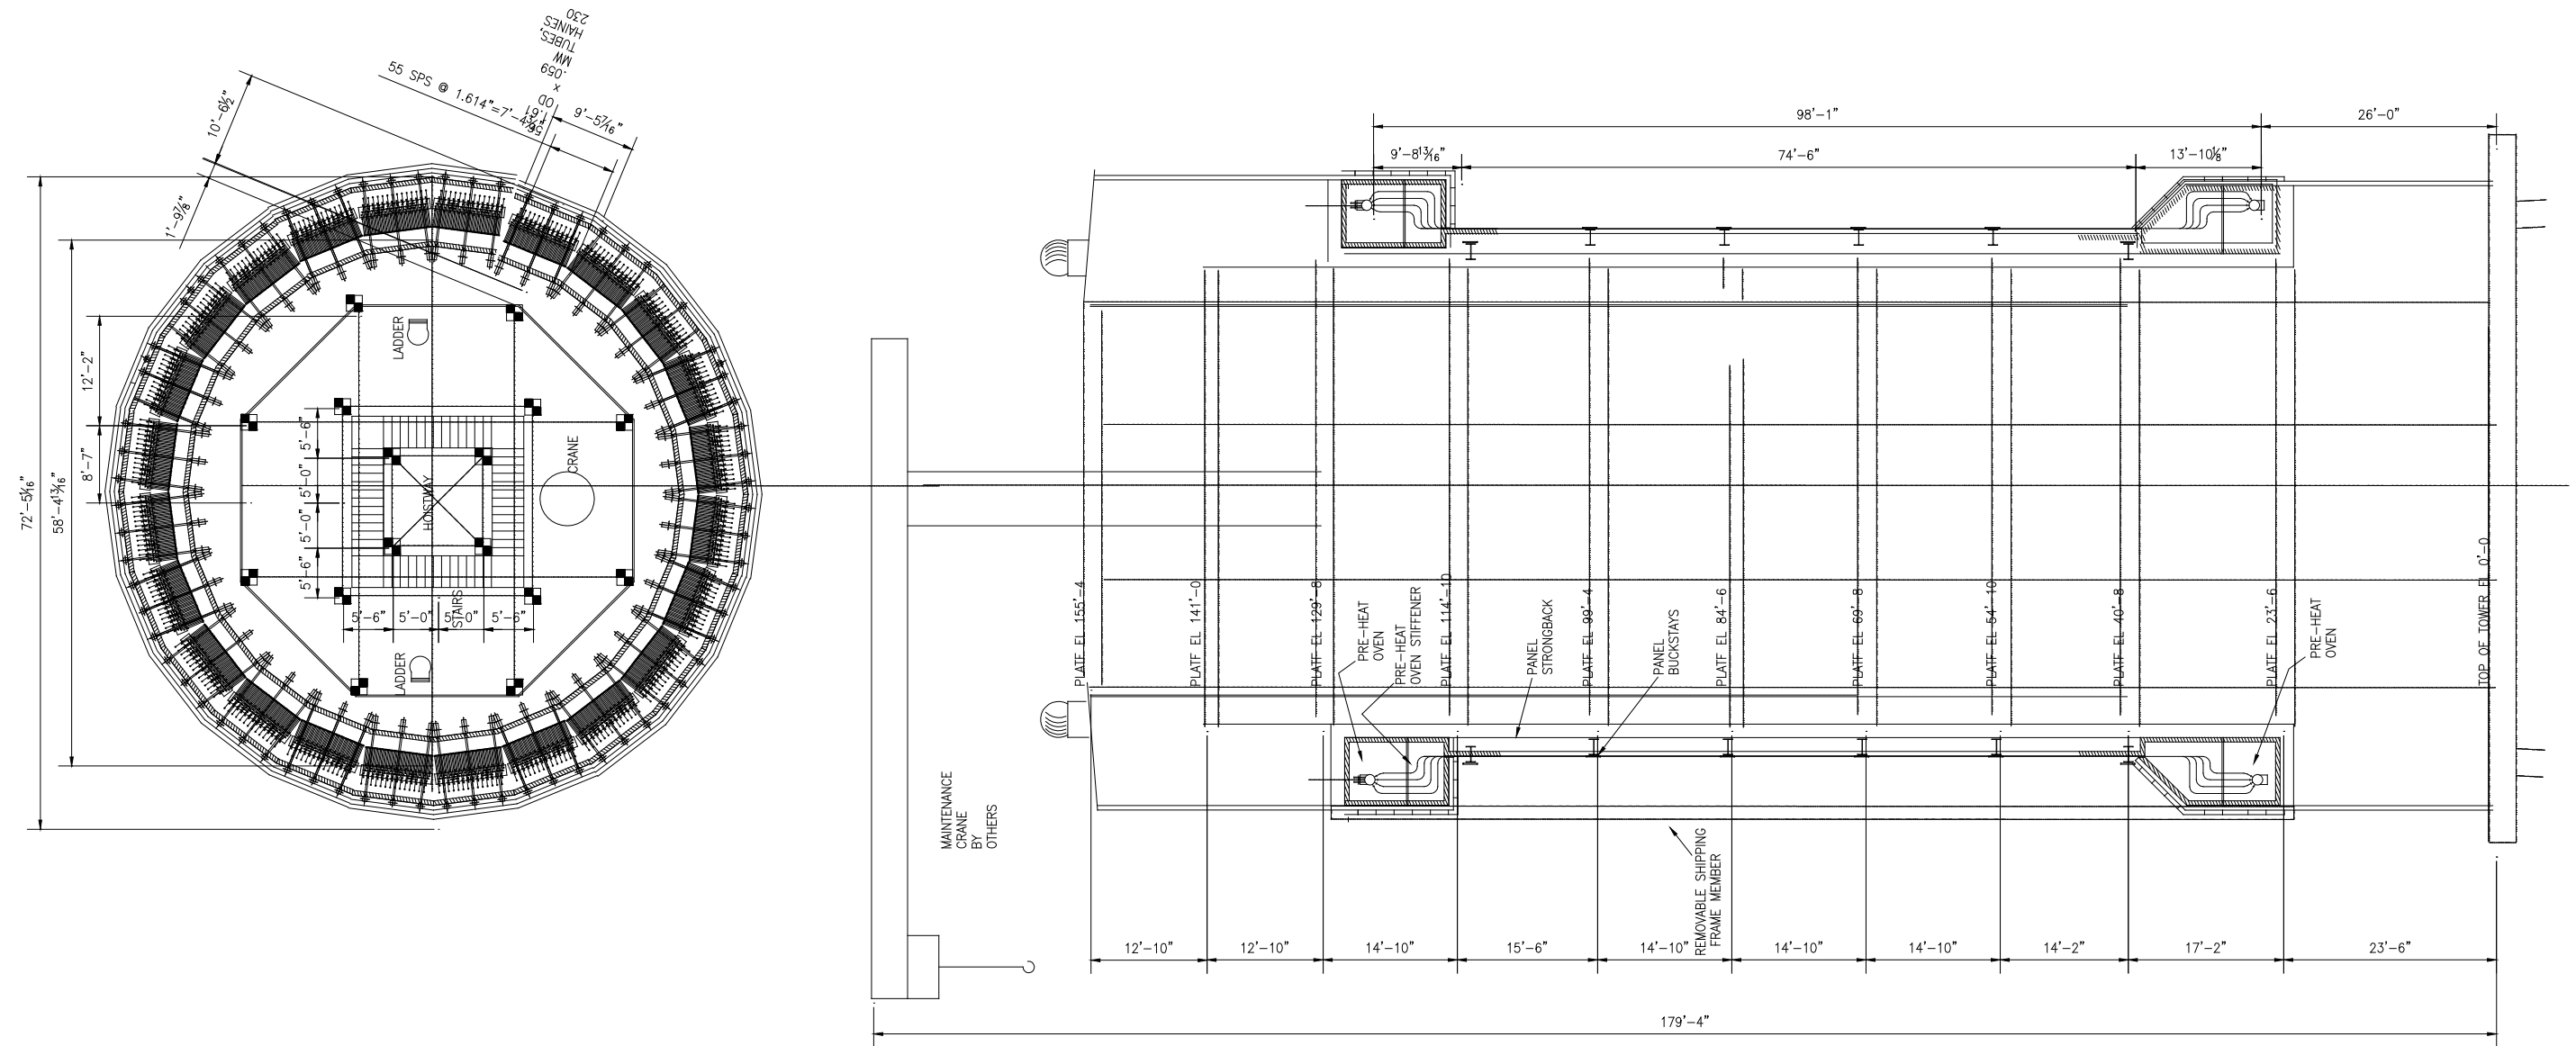 230
HAINES
TUBES,
MW
.059
x
OD
1.61
55 SPS @ 1.614"=7'-4
9'-5 7/16"
10'-6½"
1'-9⅞"
72'-5 5/16"
58'-4 13/16"
12'-2"
8'-7"
5'-6"
5'-0"
5'-0"
5'-6"
LADDER
HOISTWAY
CRANE
STAIRS
5'-6"
5'-0"
5'-0"
5'-6"
LADDER
98'-1"
26'-0"
9'-8 13/16"
74'-6"
13'-10⅛"
PLATF EL 155'-4
PLATF EL 141'-0
PLATF EL 129'-8
PLATF EL 114'-10
PLATF EL 99'-4
PLATF EL 84'-6
PLATF EL 69'-8
PLATF EL 54'-10
PLATF EL 40'-8
PLATF EL 23'-6
TOP OF TOWER EL 0'-0
PRE-HEAT
OVEN
PRE-HEAT
OVEN STIFFENER
PANEL
STRONGBACK
PANEL
BUCKSTAYS
PRE-HEAT
OVEN
MAINTENANCE
CRANE
BY
OTHERS
REMOVABLE SHIPPING
FRAME MEMBER
12'-10"
12'-10"
14'-10"
15'-6"
14'-10"
14'-10"
14'-10"
14'-2"
17'-2"
23'-6"
179'-4"